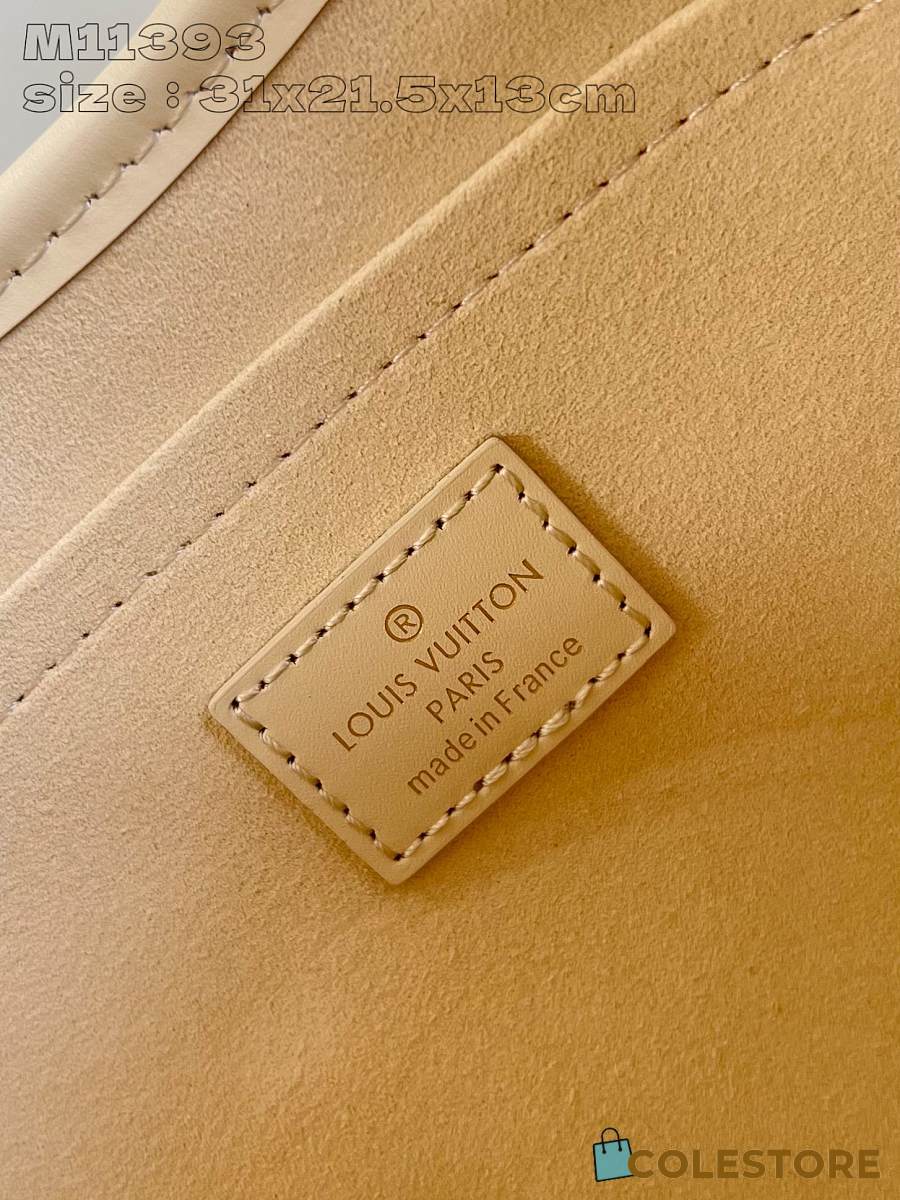 M11393
size : 31x21.5x13cm
®
LOUIS VUITTON
PARIS
made in France
COLESTORE